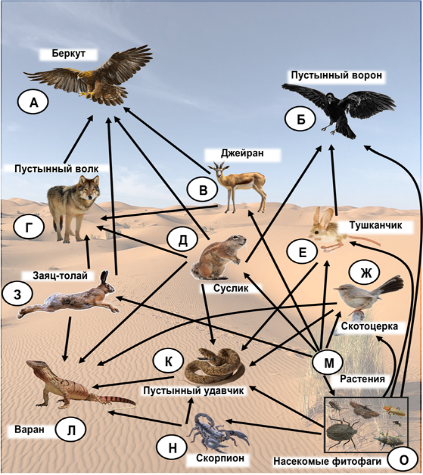 Беркут
А
Пустынный ворон
Б
Джейран
В
Пустынный волк
Г
Суслик
Д
Тушканчик
Е
Ж
Скотоцерка
Заяц-толай
З
К
Пустынный удавчик
М
Растения
Варан
Л
Н
Скорпион
Насекомые фитофаги
О